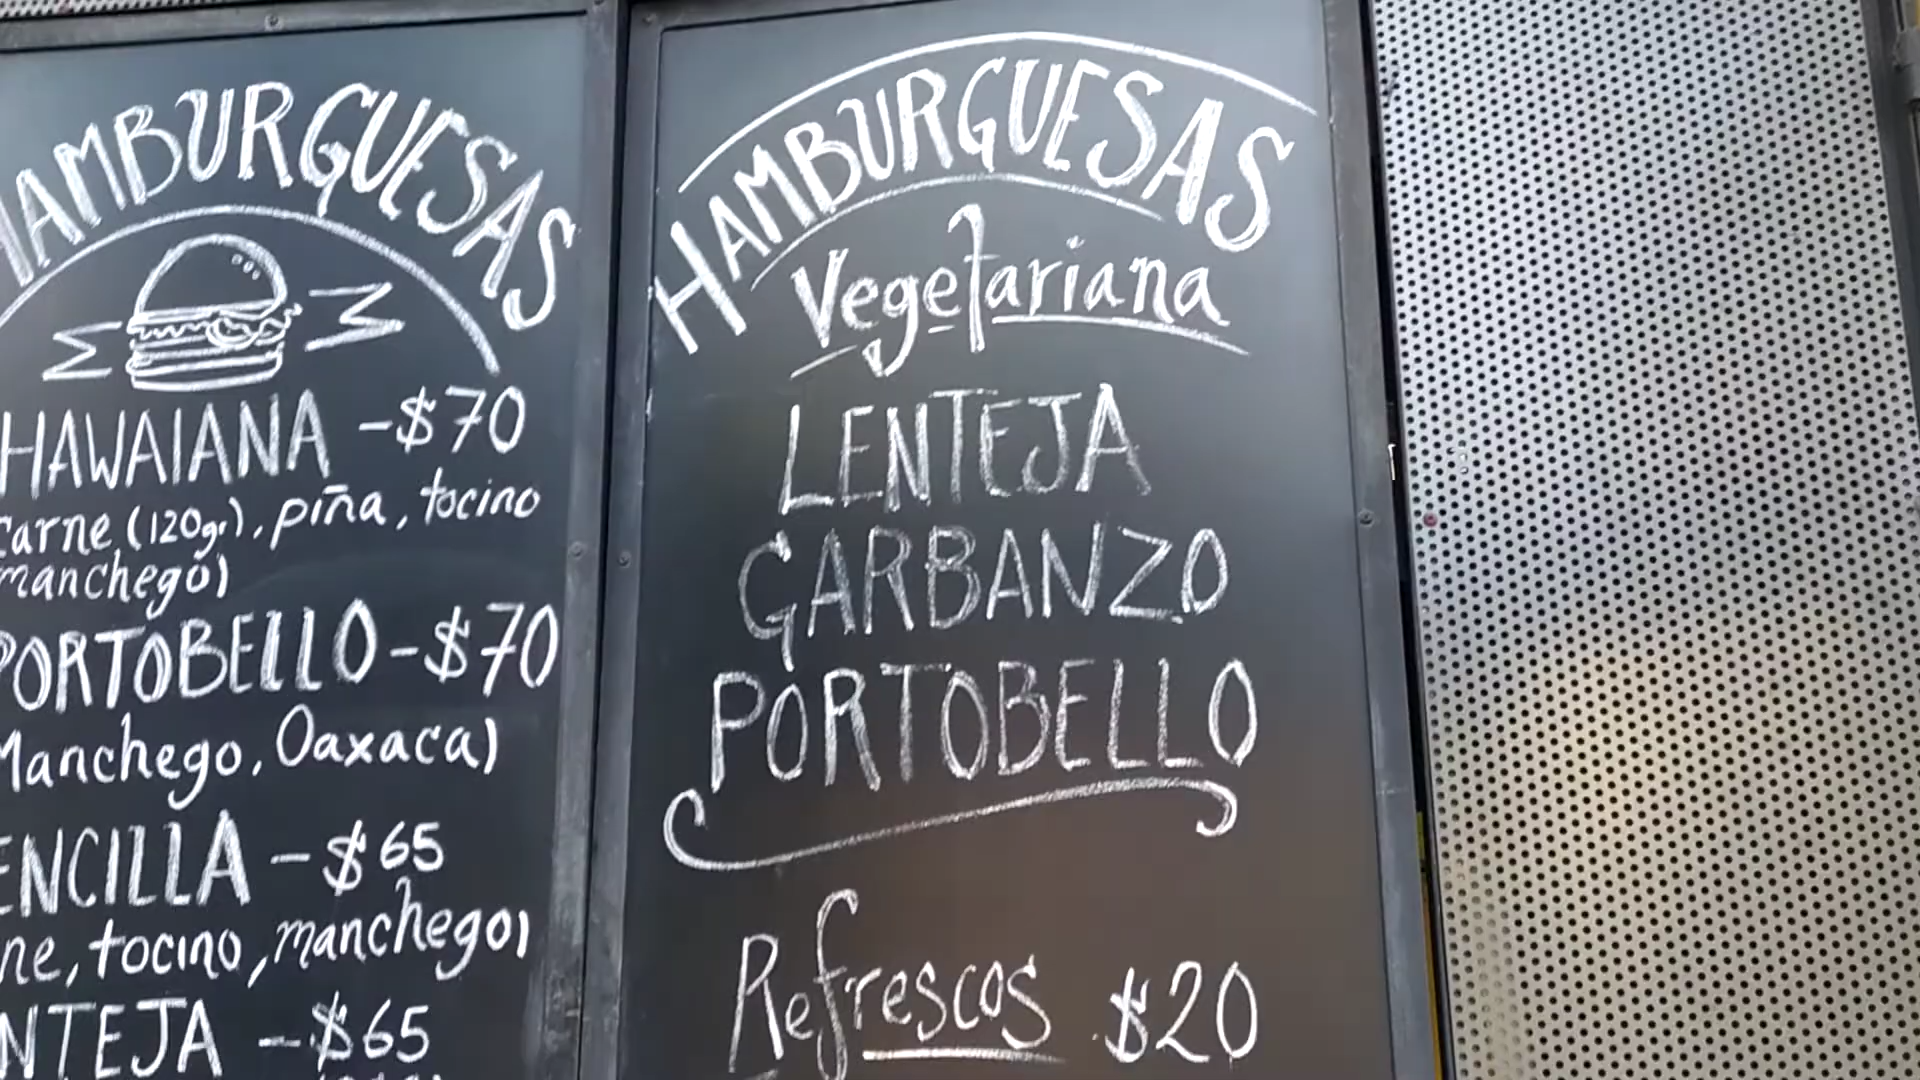 HAMBURGUESAS
HAWAIANA -$70
carne (120gr), piña, tocino
manchego)
PORTOBELLO-$70
Manchego, Oaxaca)
ENCILLA -$65
ne, tocino, manchego)
NTEJA -$65
HAMBURGUESAS
Vegetariana
LENTEJA
GARBANZO
PORTOBELLO
Refrescos $20